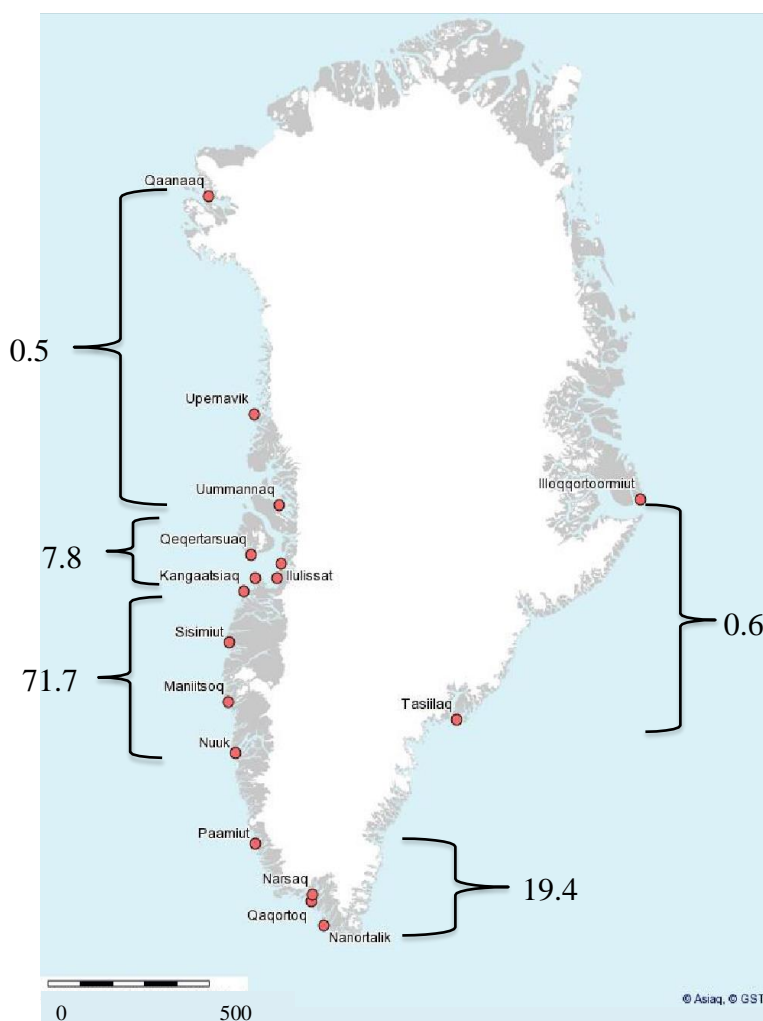 Qaanaaq
0.5
Upernavik
Illoqqortoormiut
Uummannaq
Qeqertarsuaq
7.8
Kangaatsiaq
Ilulissat
0.6
Sisimiut
71.7
Maniitsoq
Tasiilaq
Nuuk
Paamiut
Narsaq
19.4
Qaqortoq
Nanortalik
© Asiaq, © GST
0 500